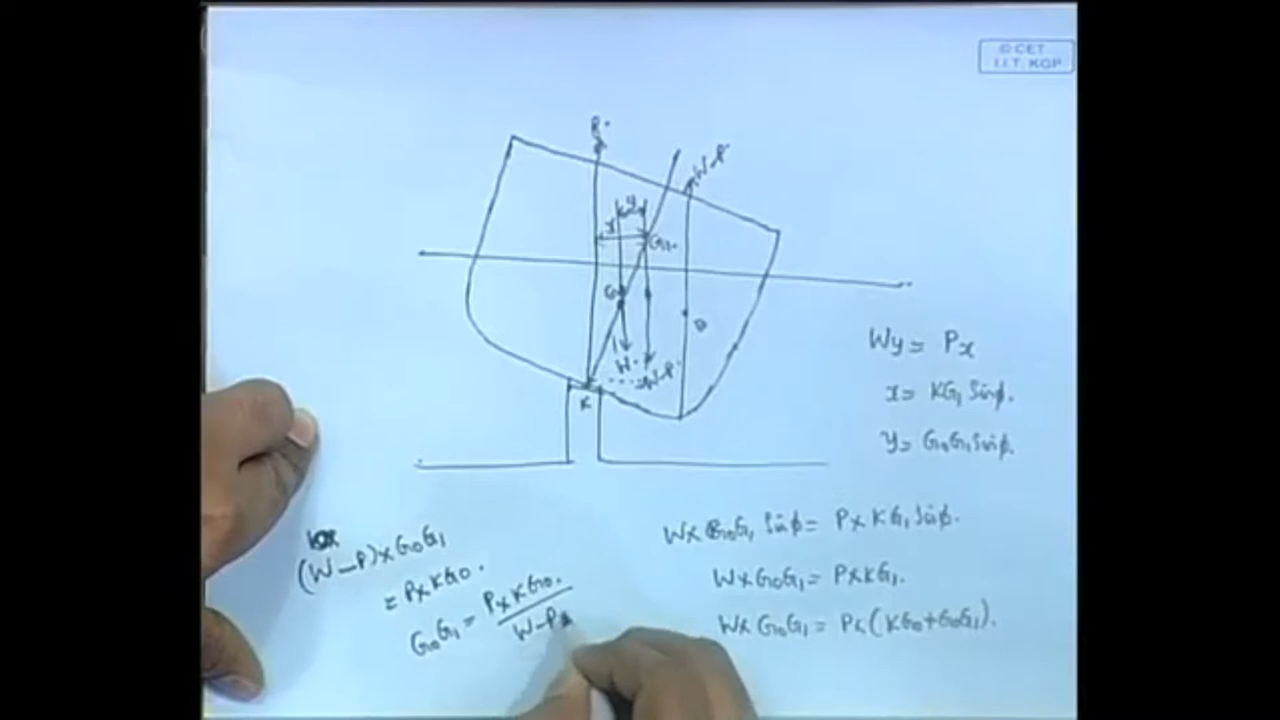 © CET
I.I.T. KGP
P.
W-P
x
y
G1.
G0
B
W.
W-P.
K
Wy = Px
x = KG1 Sinϕ.
y = G0G1 Sinϕ.
W x G0G1 Sinϕ = P x KG1 Sinϕ.
W x G0G1 = P x KG1.
W x G0G1 = P x (KG0+G0G1).
(W-P) x G0G1
= P x KG0.
G0G1 = P x KG0.
W-P